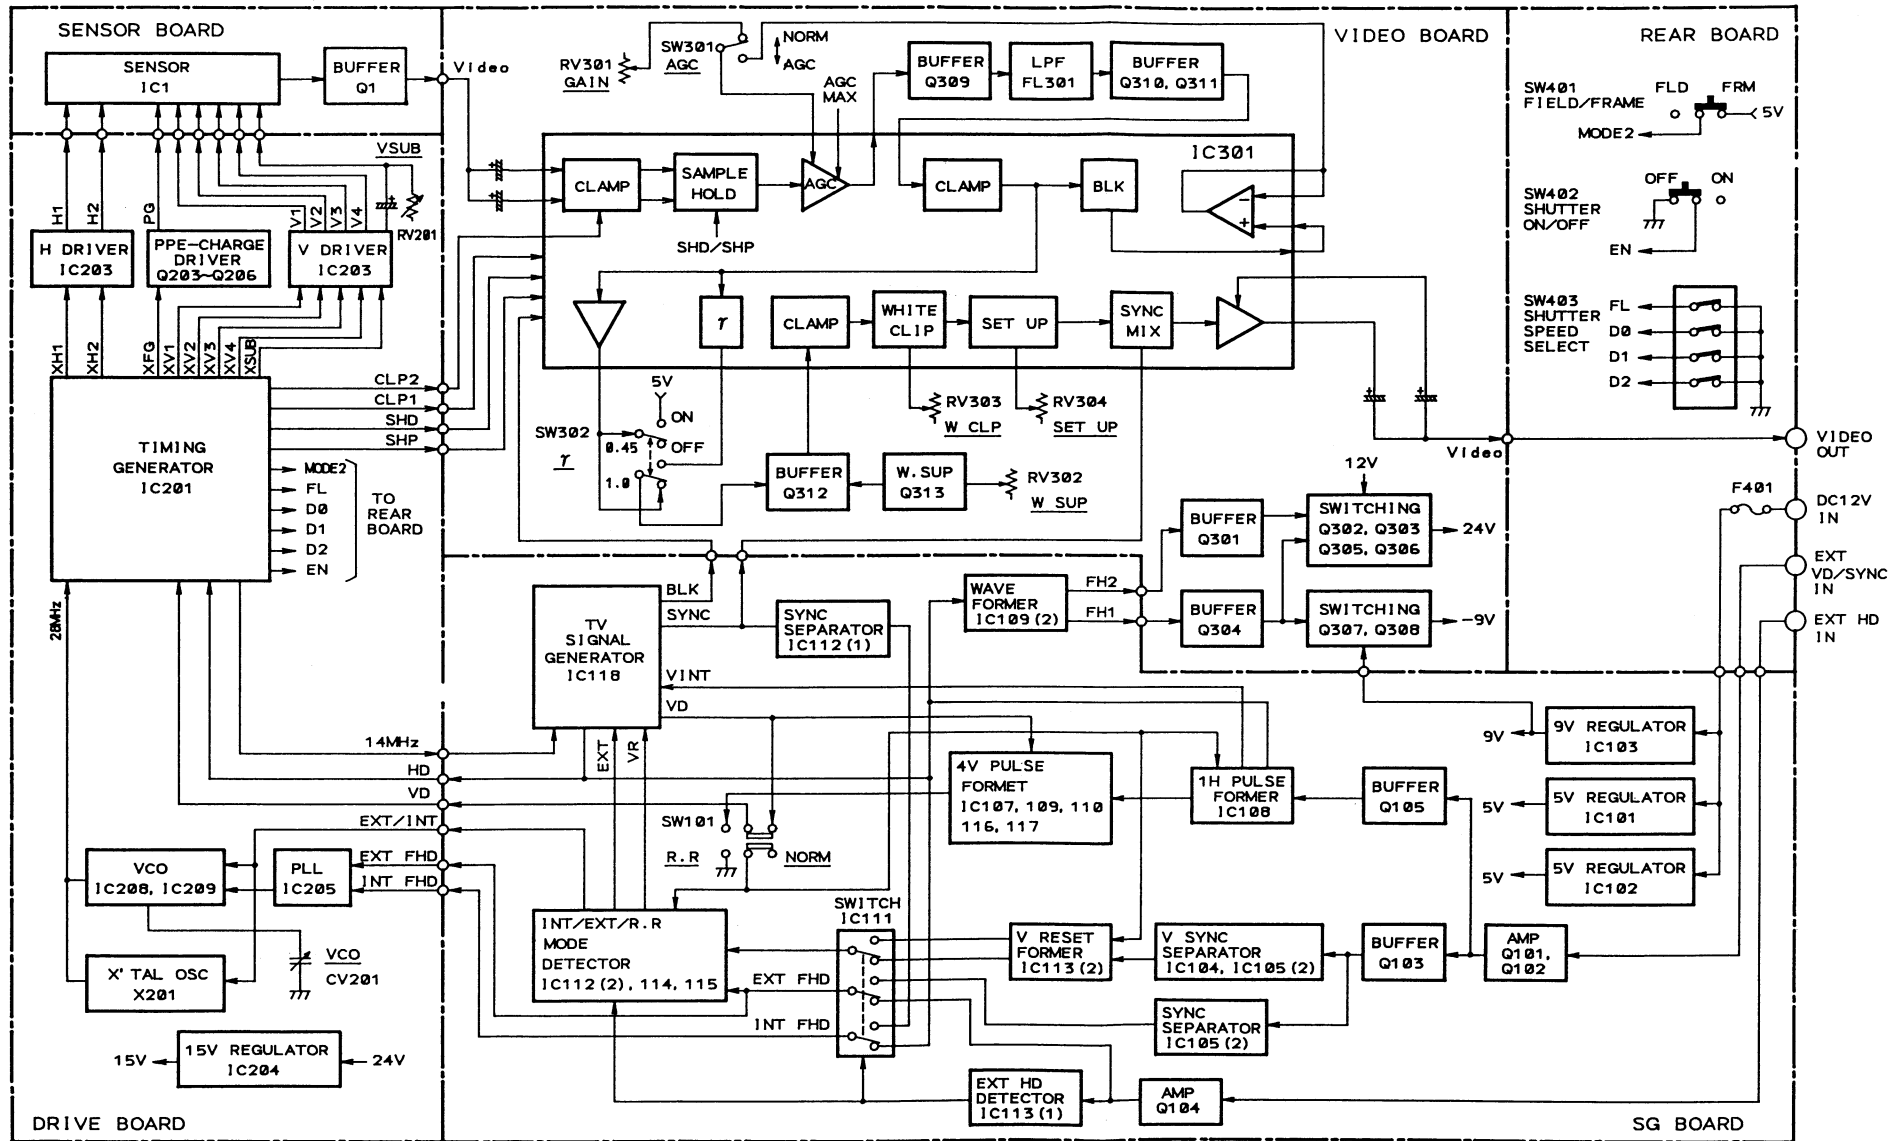 SENSOR BOARD
SENSOR
IC1
BUFFER
Q1
Video
VSUB
H1
H2
PG
V1
V2
V3
V4
RV201
H DRIVER
IC203
PPE-CHARGE
DRIVER
Q203~Q206
V DRIVER
IC203
XH1
XH2
XFG
XV1
XV2
XV3
XV4
XSUB
TIMING
GENERATOR
IC201
CLP2
CLP1
SHD
SHP
MODE2
FL
D0
D1
D2
EN
TO
REAR
BOARD
28MHz
14MHz
HD
VD
EXT/INT
EXT FHD
INT FHD
VCO
IC208, IC209
PLL
IC205
X'TAL OSC
X201
VCO
CV201
15V
15V REGULATOR
IC204
24V
DRIVE BOARD
VIDEO BOARD
RV301
GAIN
SW301
AGC
NORM
AGC
AGC
MAX
BUFFER
Q309
LPF
FL301
BUFFER
Q310, Q311
IC301
CLAMP
SAMPLE
HOLD
AGC
CLAMP
BLK
−
+
SHD/SHP
γ
CLAMP
WHITE
CLIP
SET UP
SYNC
MIX
5V
ON
OFF
SW302
γ
0.45
1.0
RV303
W CLP
RV304
SET UP
BUFFER
Q312
W.SUP
Q313
RV302
W SUP
Video
12V
BUFFER
Q301
SWITCHING
Q302, Q303
Q305, Q306
24V
BUFFER
Q304
SWITCHING
Q307, Q308
-9V
REAR BOARD
SW401
FIELD/FRAME
FLD
FRM
5V
MODE2
SW402
SHUTTER
ON/OFF
OFF
ON
EN
SW403
SHUTTER
SPEED
SELECT
FL
D0
D1
D2
VIDEO
OUT
F401
DC12V
IN
EXT
VD/SYNC
IN
EXT HD
IN
TV
SIGNAL
GENERATOR
IC118
BLK
SYNC
SYNC
SEPARATOR
IC112(1)
WAVE
FORMER
IC109(2)
FH2
FH1
VINT
VD
EXT
VR
4V PULSE
FORMET
IC107, 109, 110
116, 117
1H PULSE
FORMER
IC108
BUFFER
Q105
9V
9V REGULATOR
IC103
5V
5V REGULATOR
IC101
5V
5V REGULATOR
IC102
SW101
R.R
NORM
INT/EXT/R.R
MODE
DETECTOR
IC112(2), 114, 115
SWITCH
IC111
EXT FHD
INT FHD
V RESET
FORMER
IC113(2)
V SYNC
SEPARATOR
IC104, IC105(2)
BUFFER
Q103
AMP
Q101,
Q102
SYNC
SEPARATOR
IC105(2)
EXT HD
DETECTOR
IC113(1)
AMP
Q104
SG BOARD